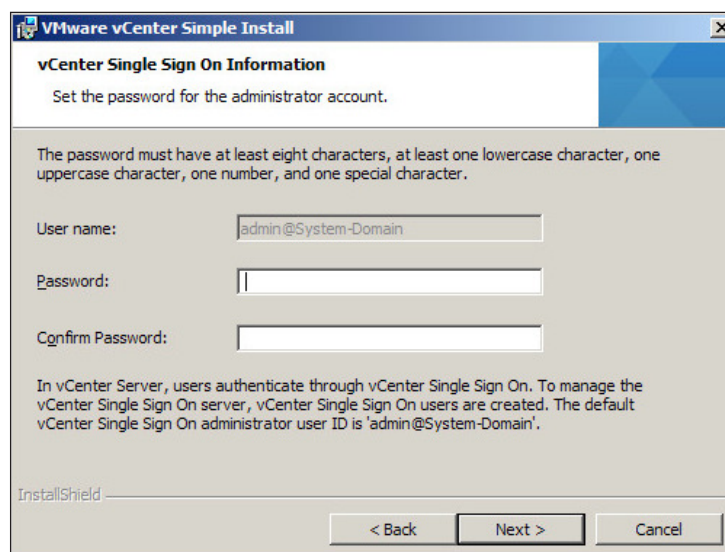 VMware vCenter Simple Install
vCenter Single Sign On Information
Set the password for the administrator account.
The password must have at least eight characters, at least one lowercase character, one
uppercase character, one number, and one special character.
User name:
admin@System-Domain
Password:
Confirm Password:
In vCenter Server, users authenticate through vCenter Single Sign On. To manage the
vCenter Single Sign On server, vCenter Single Sign On users are created. The default
vCenter Single Sign On administrator user ID is 'admin@System-Domain'.
InstallShield
< Back
Next >
Cancel